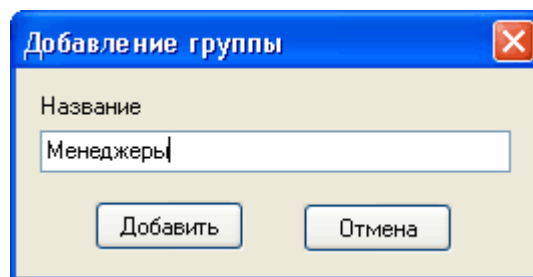 Добавление группы
Название
Менеджеры
Добавить Отмена